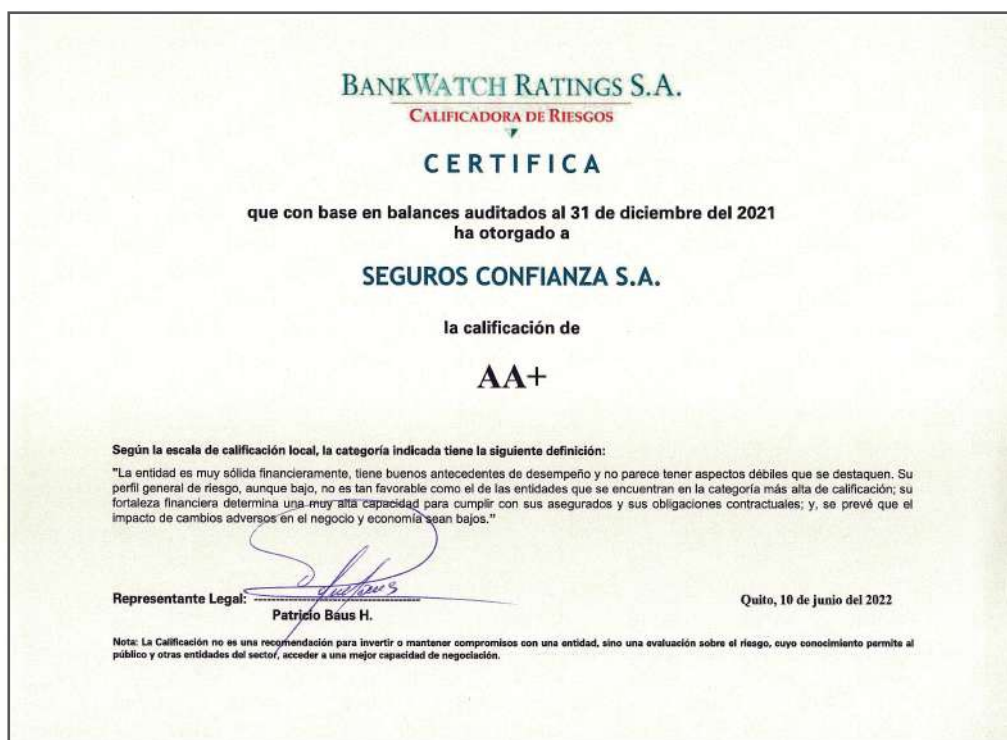 BANKWATCH RATINGS S.A.
CALIFICADORA DE RIESGOS
CERTIFICA
que con base en balances auditados al 31 de diciembre del 2021
ha otorgado a
SEGUROS CONFIANZA S.A.
la calificación de
AA+
Según la escala de calificación local, la categoría indicada tiene la siguiente definición:
"La entidad es muy sólida financieramente, tiene buenos antecedentes de desempeño y no parece tener aspectos débiles que se destaquen. Su
perfil general de riesgo, aunque bajo, no es tan favorable como el de las entidades que se encuentran en la categoría más alta de calificación; su
fortaleza financiera determina una muy alta capacidad para cumplir con sus asegurados y sus obligaciones contractuales; y, se prevé que el
impacto de cambios adversos en el negocio y economía sean bajos."
Representante Legal:
Patricio Baus H.
Quito, 10 de junio del 2022
Nota: La Calificación no es una recomendación para invertir o mantener compromisos con una entidad, sino una evaluación sobre el riesgo, cuyo conocimiento permite al
público y otras entidades del sector, acceder a una mejor capacidad de negociación.